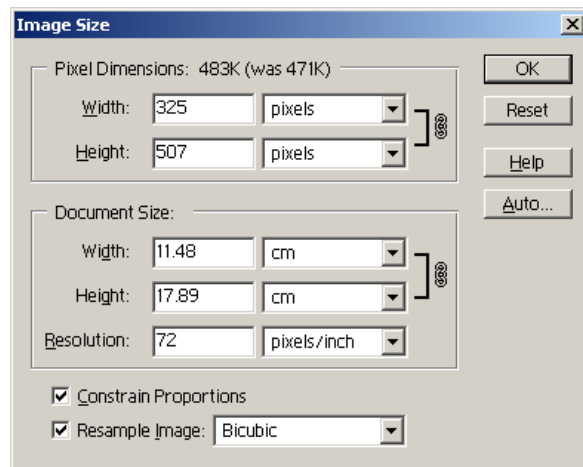 Image Size
Pixel Dimensions: 483K (was 471K)
OK
Width: 325 pixels
Reset
Height: 507 pixels
Help
Auto...
Document Size:
Width: 11.48 cm
Height: 17.89 cm
Resolution: 72 pixels/inch
Constrain Proportions
Resample Image: Bicubic